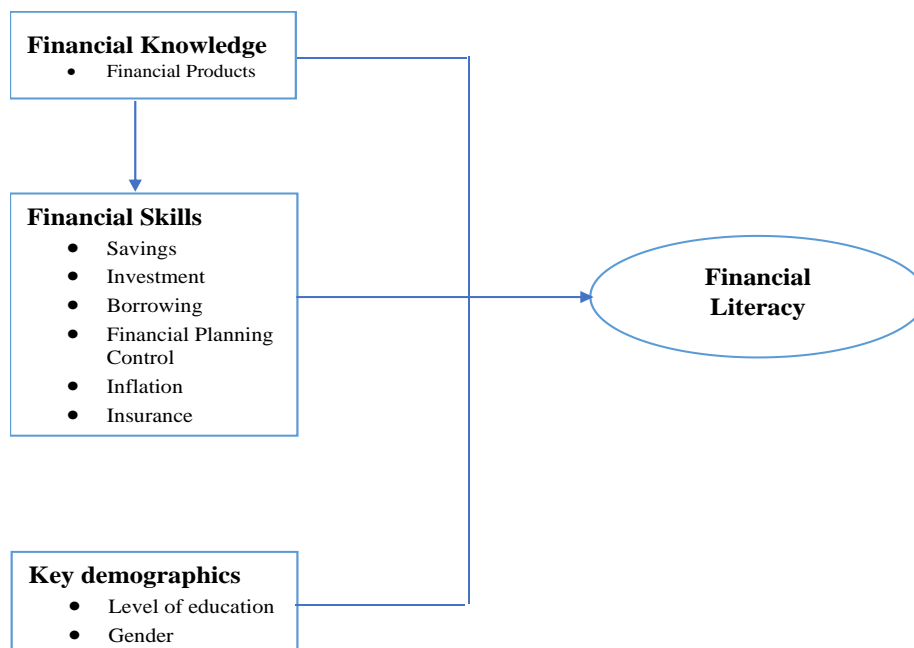 Financial Knowledge
• Financial Products
Financial Skills
• Savings
• Investment
• Borrowing
• Financial Planning
Control
• Inflation
• Insurance
Financial
Literacy
Key demographics
• Level of education
• Gender